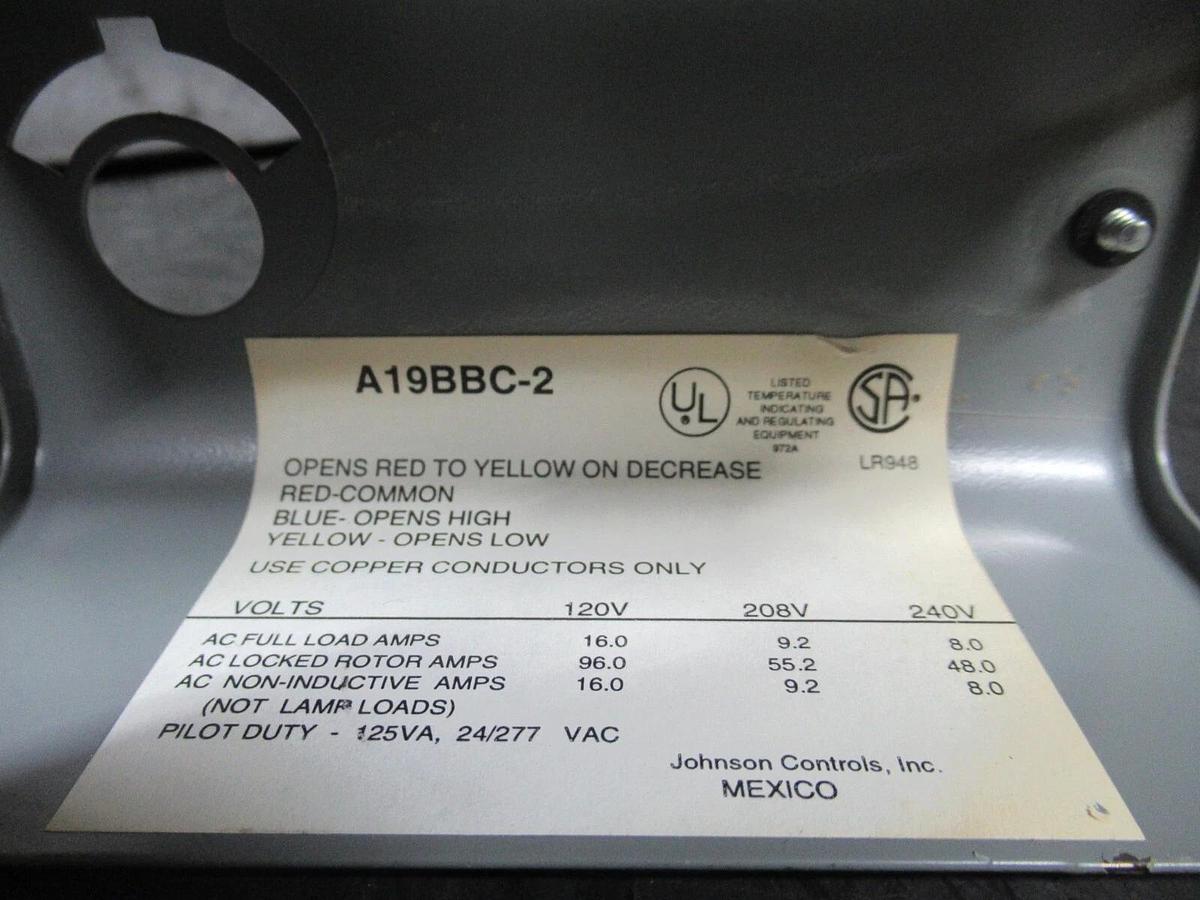 A19BBC-2
UL
LISTED
TEMPERATURE
INDICATING
AND REGULATING
EQUIPMENT
972A
SA
LR948
OPENS RED TO YELLOW ON DECREASE
RED-COMMON
BLUE- OPENS HIGH
YELLOW - OPENS LOW
USE COPPER CONDUCTORS ONLY
VOLTS 120V 208V 240V
AC FULL LOAD AMPS 16.0 9.2 8.0
AC LOCKED ROTOR AMPS 96.0 55.2 48.0
AC NON-INDUCTIVE AMPS 16.0 9.2 8.0
(NOT LAMP LOADS)
PILOT DUTY - 125VA, 24/277 VAC
Johnson Controls, Inc.
MEXICO